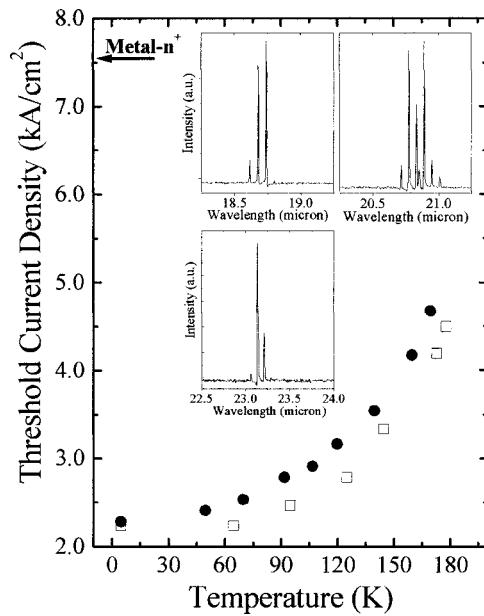 8.0
Metal-n⁺
7.0
6.0
5.0
4.0
3.0
2.0
Threshold Current Density (kA/cm²)
Intensity (a.u.)
18.5 19.0
Wavelength (micron)
Intensity (a.u.)
20.5 21.0
Wavelength (micron)
Intensity (a.u.)
22.5 23.0 23.5 24.0
Wavelength (micron)
0 30 60 90 120 150 180
Temperature (K)